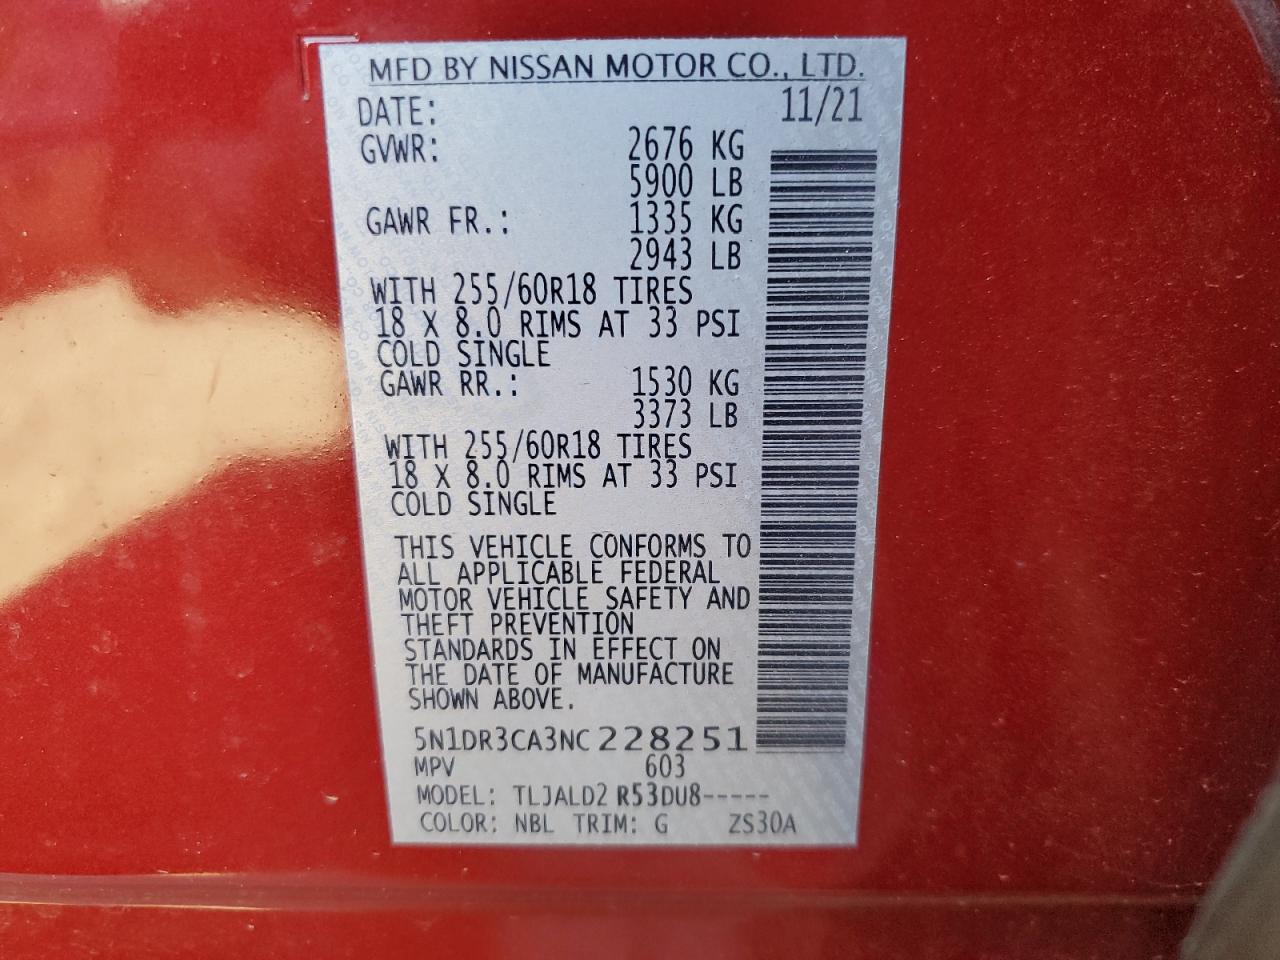 MFD BY NISSAN MOTOR CO., LTD.
DATE: 11/21
GVWR: 2676 KG
5900 LB
GAWR FR.: 1335 KG
2943 LB
WITH 255/60R18 TIRES
18 X 8.0 RIMS AT 33 PSI
COLD SINGLE
GAWR RR.: 1530 KG
3373 LB
WITH 255/60R18 TIRES
18 X 8.0 RIMS AT 33 PSI
COLD SINGLE
THIS VEHICLE CONFORMS TO
ALL APPLICABLE FEDERAL
MOTOR VEHICLE SAFETY AND
THEFT PREVENTION
STANDARDS IN EFFECT ON
THE DATE OF MANUFACTURE
SHOWN ABOVE.
5N1DR3CA3NC228251
MPV 603
MODEL: TLJALD2 R53DU8-----
COLOR: NBL TRIM: G ZS30A